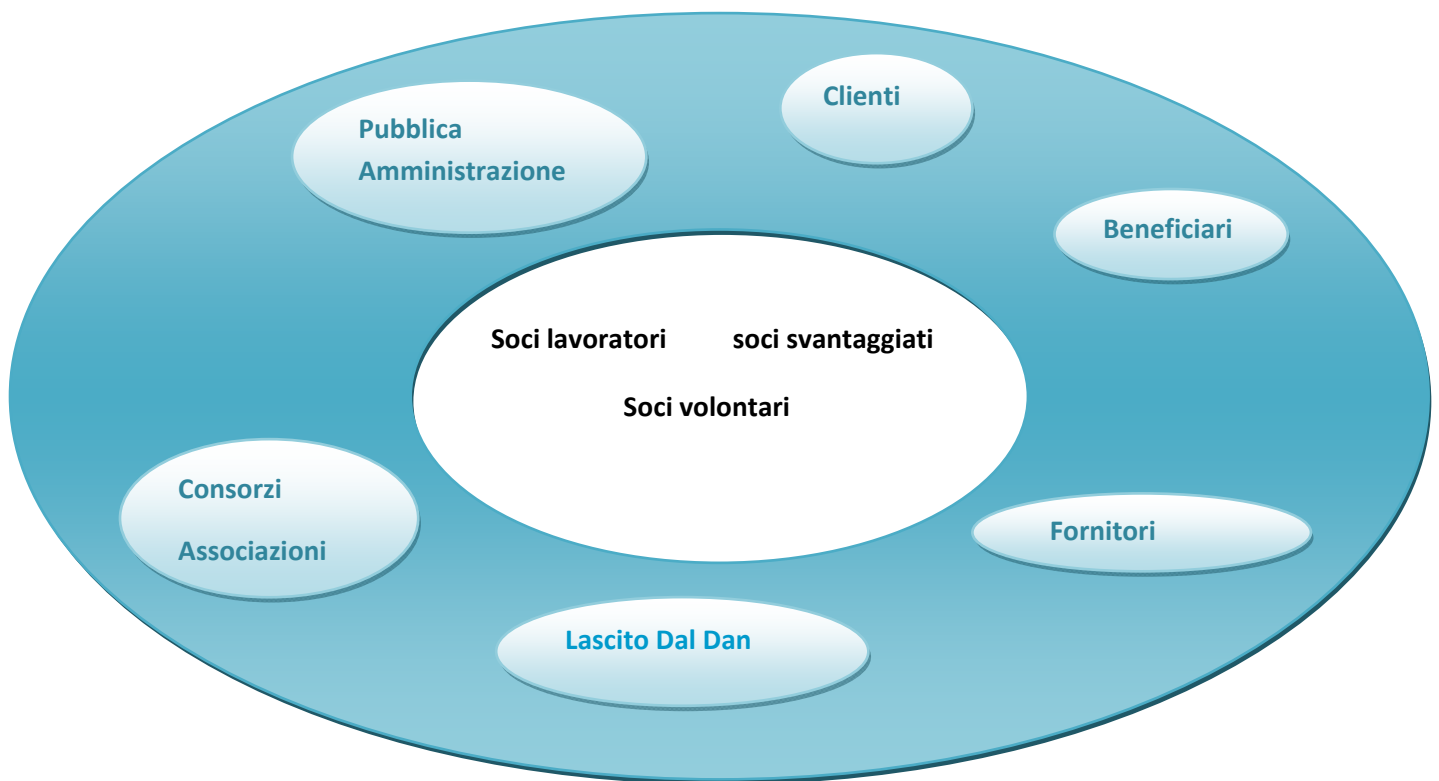 Clienti
Pubblica
Amministrazione
Beneficiari
Soci lavoratori soci svantaggiati
Soci volontari
Consorzi
Associazioni
Fornitori
Lascito Dal Dan